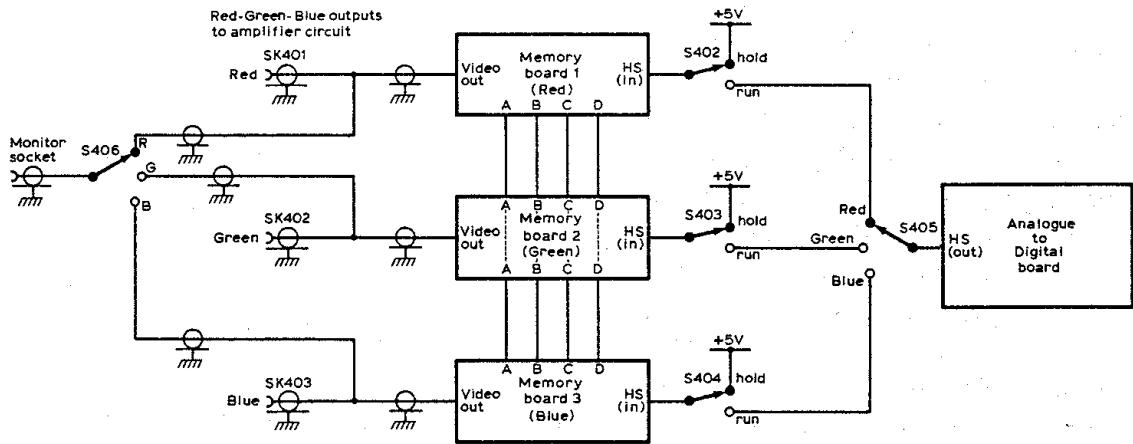 Red-Green-Blue outputs
to amplifier circuit
SK401
Red
Video
out
Memory
board 1
(Red)
HS
(in)
A B C D
S402
+5V
hold
run
Monitor
socket
S406
R
G
B
SK402
Green
Video
out
A B C D
Memory
board 2
(Green)
A B C D
HS
(in)
S403
+5V
hold
run
Red
Green
Blue
S405
HS
(out)
Analogue
to
Digital
board
SK403
Blue
Video
out
A B C D
Memory
board 3
(Blue)
HS
(in)
S404
+5V
hold
run